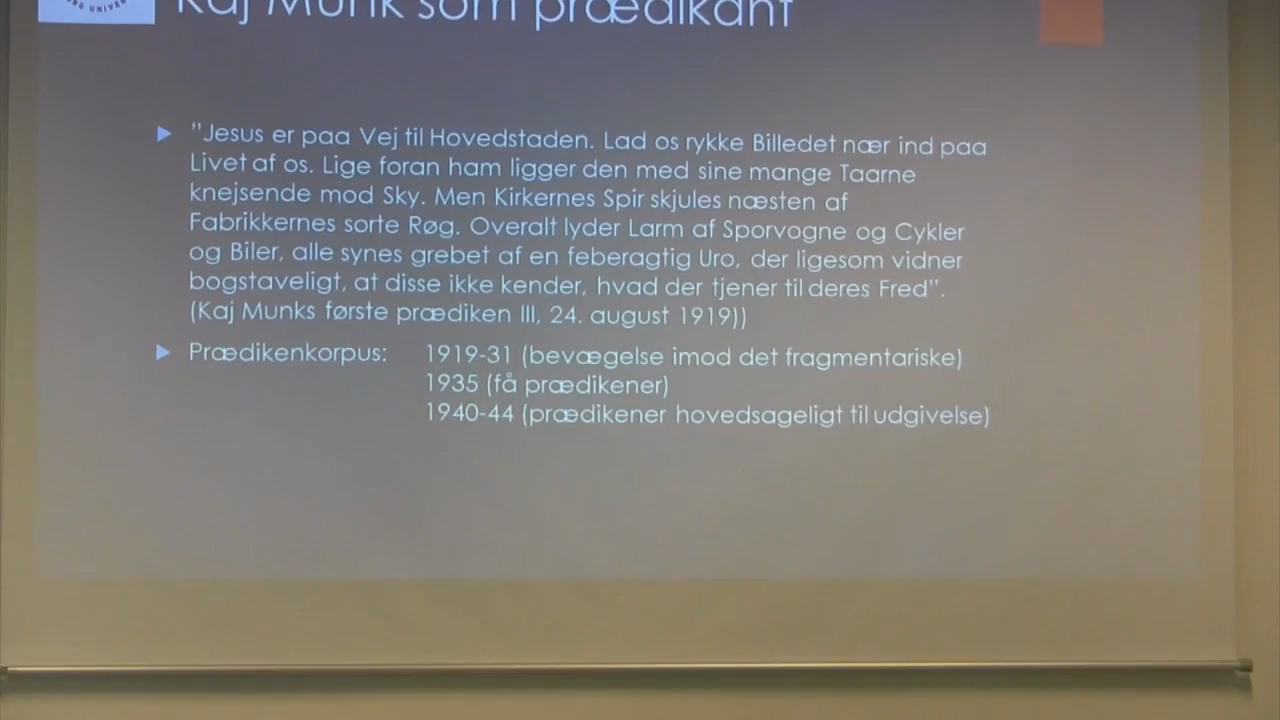 Kaj Munk som prædikant
"Jesus er paa Vej til Hovedstaden. Lad os rykke Billedet nær ind paa
Livet af os. Lige foran ham ligger den med sine mange Taarne
knejsende mod Sky. Men Kirkernes Spir skjules næsten af
Fabrikkernes sorte Røg. Overalt lyder Larm af Sporvogne og Cykler
og Biler, alle synes grebet af en feberagtig Uro, der ligesom vidner
bogstaveligt, at disse ikke kender, hvad der tjener til deres Fred".
(Kaj Munks første prædiken III, 24. august 1919))
Prædikenkorpus: 1919-31 (bevægelse imod det fragmentariske)
1935 (få prædikener)
1940-44 (prædikener hovedsageligt til udgivelse)